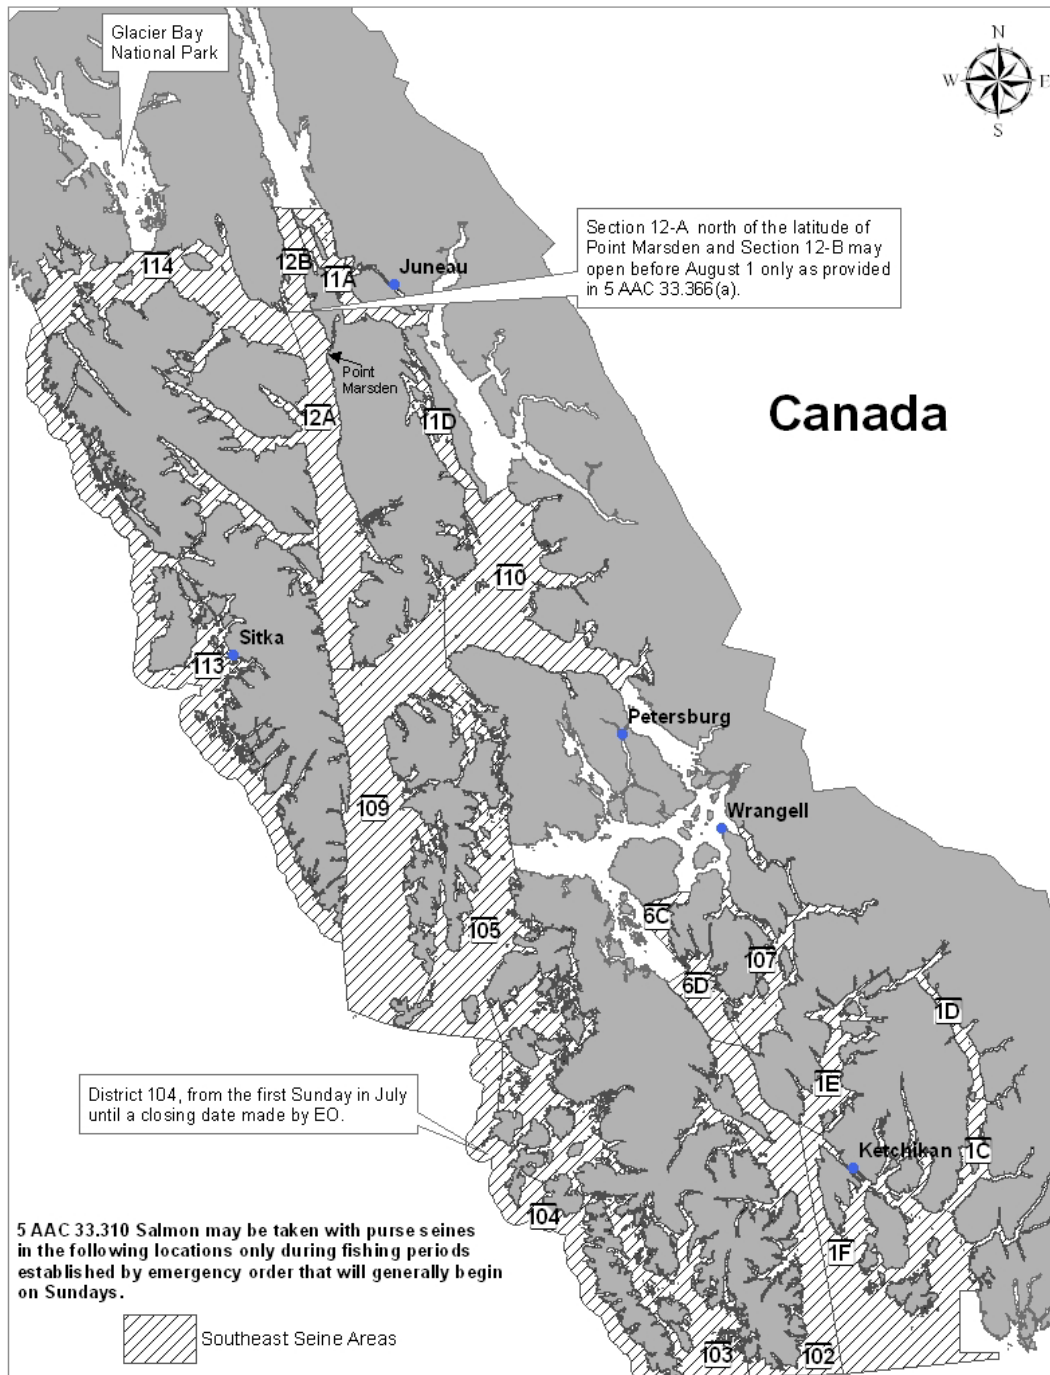 Glacier Bay
National Park
N
W
E
S
Section 12-A north of the latitude of
Point Marsden and Section 12-B may
open before August 1 only as provided
in 5 AAC 33.366(a).
114
12B
11A
Juneau
Point
Marsden
Canada
12A
11D
110
Sitka
113
Petersburg
109
Wrangell
6C
105
107
6D
1D
District 104, from the first Sunday in July
until a closing date made by EO.
1E
Ketchikan
1C
104
5 AAC 33.310 Salmon may be taken with purse seines
in the following locations only during fishing periods
established by emergency order that will generally begin
on Sundays.
1F
Southeast Seine Areas
103
102